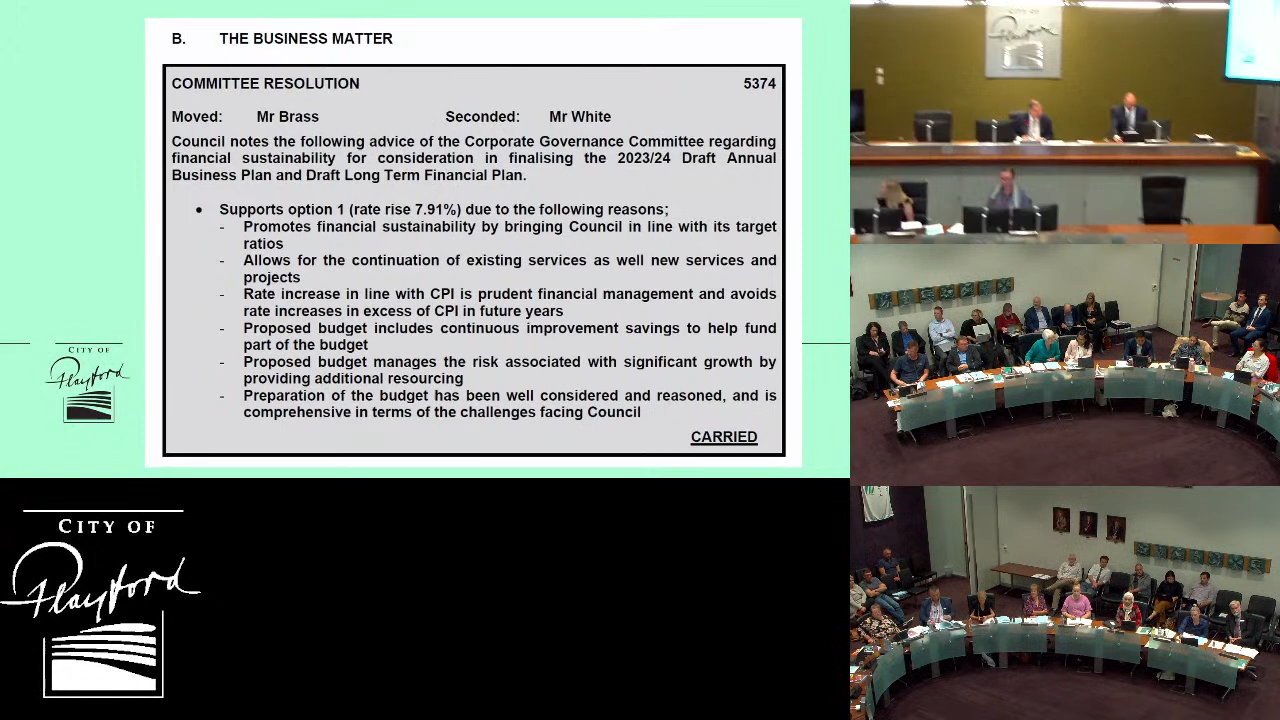 B. THE BUSINESS MATTER
COMMITTEE RESOLUTION 5374
Moved: Mr Brass Seconded: Mr White
Council notes the following advice of the Corporate Governance Committee regarding
financial sustainability for consideration in finalising the 2023/24 Draft Annual
Business Plan and Draft Long Term Financial Plan.
• Supports option 1 (rate rise 7.91%) due to the following reasons;
- Promotes financial sustainability by bringing Council in line with its target
ratios
- Allows for the continuation of existing services as well new services and
projects
- Rate increase in line with CPI is prudent financial management and avoids
rate increases in excess of CPI in future years
- Proposed budget includes continuous improvement savings to help fund
part of the budget
- Proposed budget manages the risk associated with significant growth by
providing additional resourcing
- Preparation of the budget has been well considered and reasoned, and is
comprehensive in terms of the challenges facing Council
CARRIED
CITY OF
Playford
CITY OF
Playford
CITY OF
Playford